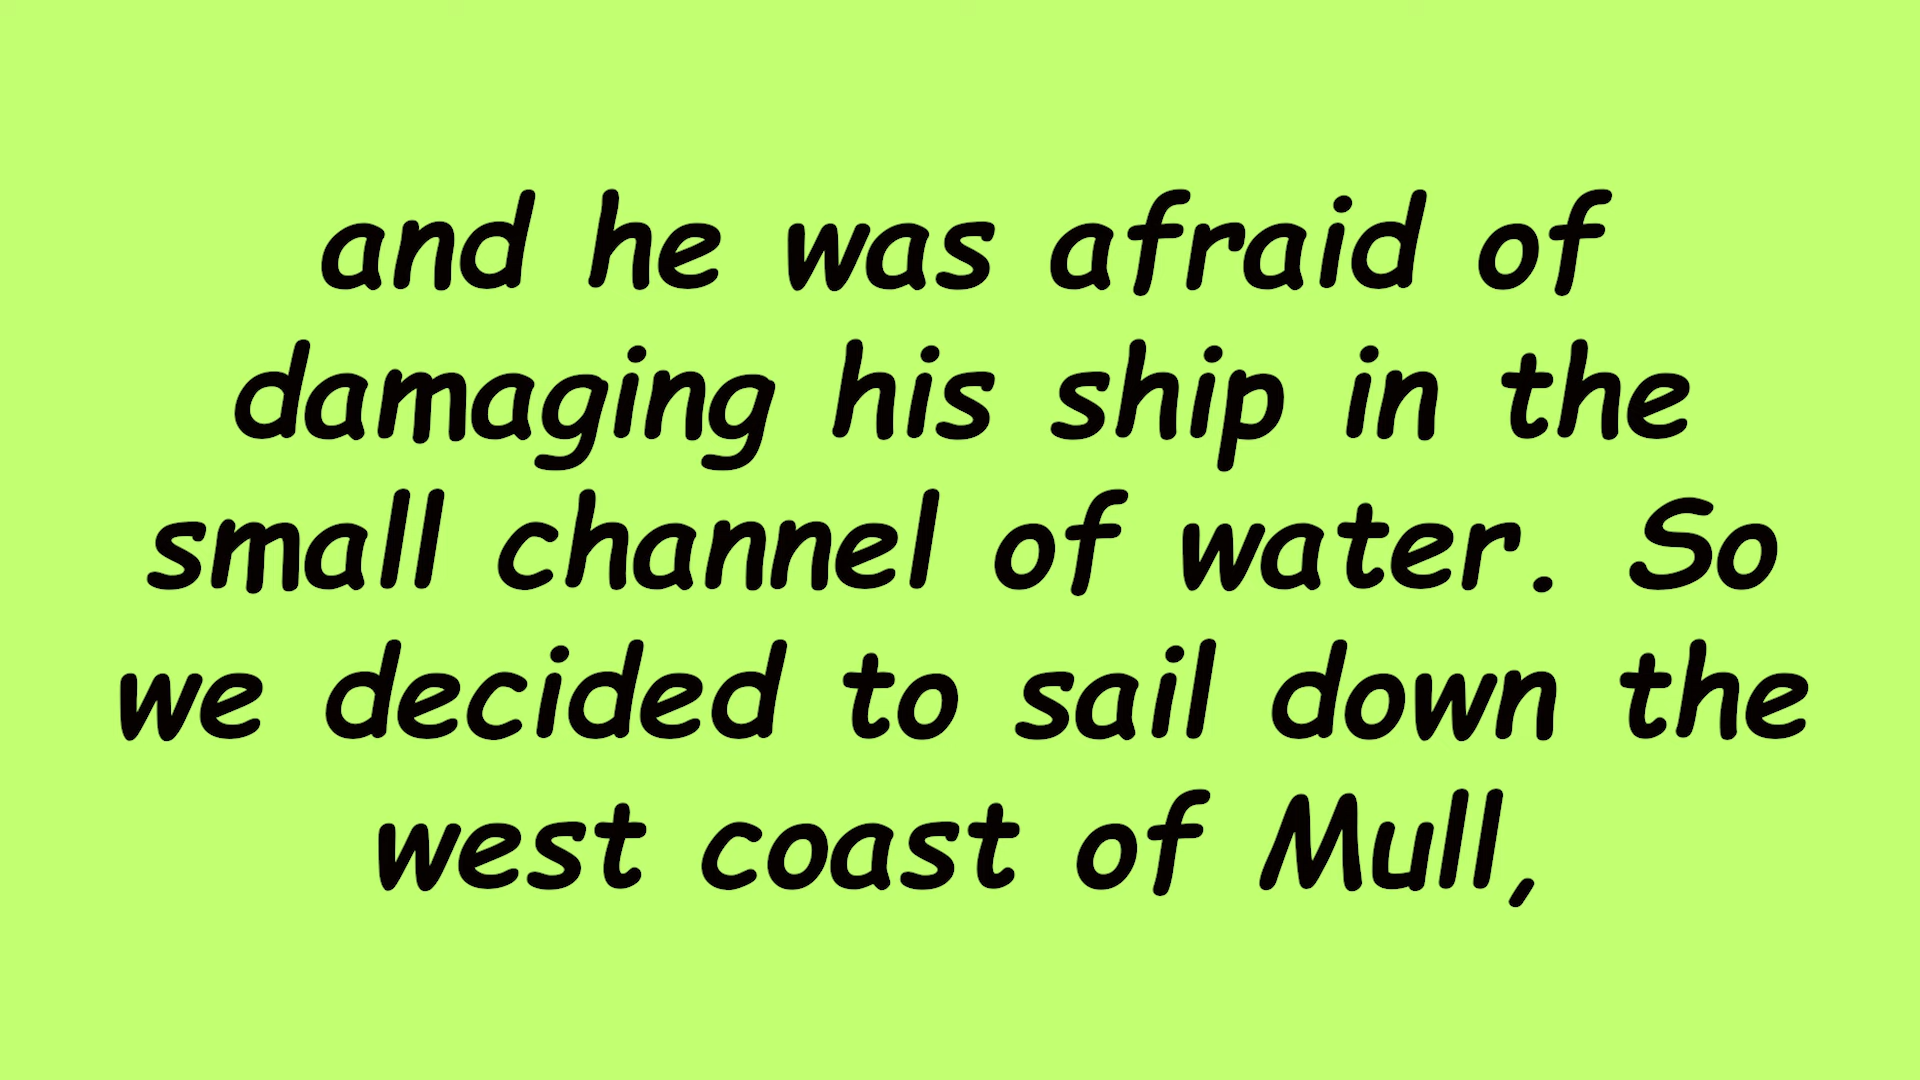 and he was afraid of
damaging his ship in the
small channel of water. So
we decided to sail down the
west coast of Mull,